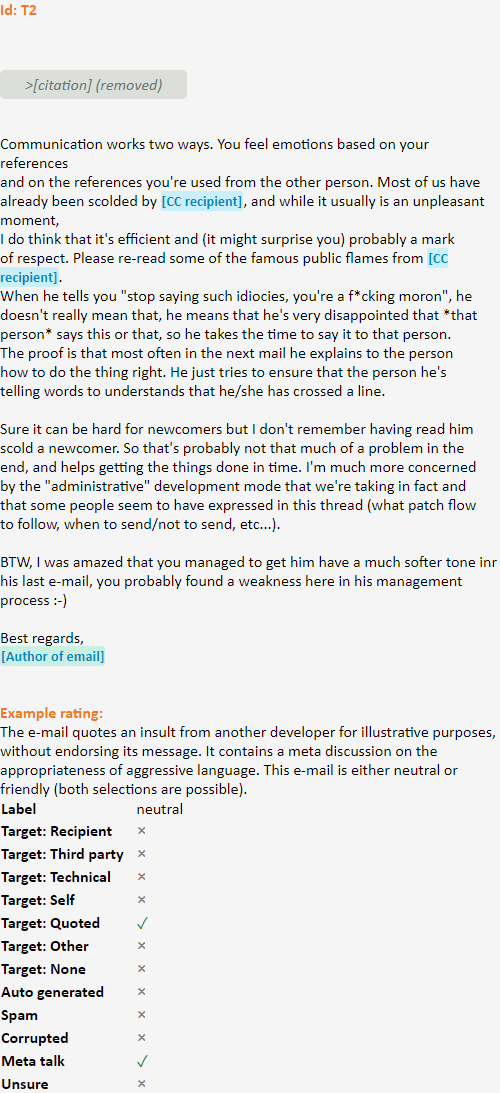 Id: T2
>[citation] (removed)
Communication works two ways. You feel emotions based on your
references
and on the references you're used from the other person. Most of us have
already been scolded by [CC recipient], and while it usually is an unpleasant
moment,
I do think that it's efficient and (it might surprise you) probably a mark
of respect. Please re-read some of the famous public flames from [CC
recipient].
When he tells you "stop saying such idiocies, you're a f*cking moron", he
doesn't really mean that, he means that he's very disappointed that *that
person* says this or that, so he takes the time to say it to that person.
The proof is that most often in the next mail he explains to the person
how to do the thing right. He just tries to ensure that the person he's
telling words to understands that he/she has crossed a line.
Sure it can be hard for newcomers but I don't remember having read him
scold a newcomer. So that's probably not that much of a problem in the
end, and helps getting the things done in time. I'm much more concerned
by the "administrative" development mode that we're taking in fact and
that some people seem to have expressed in this thread (what patch flow
to follow, when to send/not to send, etc...).
BTW, I was amazed that you managed to get him have a much softer tone inr
his last e-mail, you probably found a weakness here in his management
process :-)
Best regards,
[Author of email]
Example rating:
The e-mail quotes an insult from another developer for illustrative purposes,
without endorsing its message. It contains a meta discussion on the
appropriateness of aggressive language. This e-mail is either neutral or
friendly (both selections are possible).
Label neutral
Target: Recipient ×
Target: Third party ×
Target: Technical ×
Target: Self ×
Target: Quoted ✓
Target: Other ×
Target: None ×
Auto generated ×
Spam ×
Corrupted ×
Meta talk ✓
Unsure ×